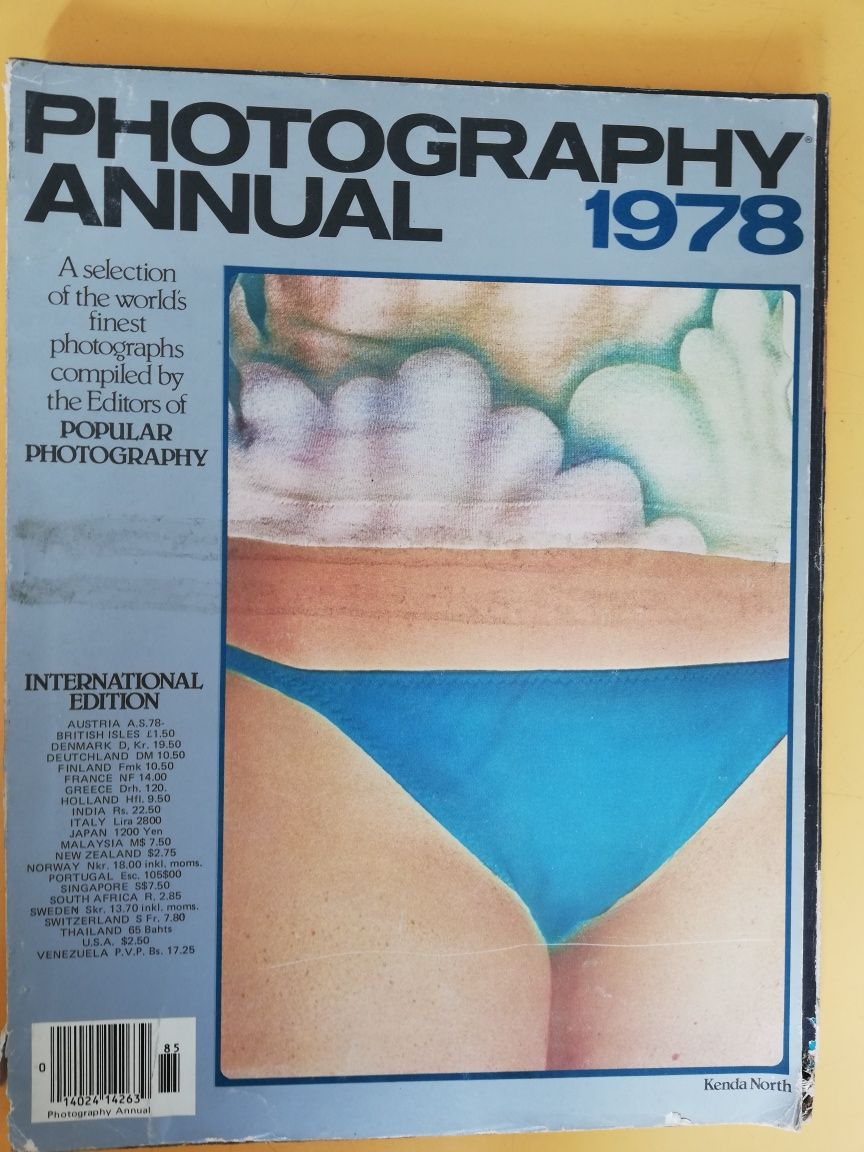 PHOTOGRAPHY®
ANNUAL 1978
A selection
of the world's
finest
photographs
compiled by
the Editors of
POPULAR
PHOTOGRAPHY
INTERNATIONAL
EDITION
AUSTRIA A.S.78-
BRITISH ISLES £1.50
DENMARK D, Kr. 19.50
DEUTCHLAND DM 10.50
FINLAND Fmk 10.50
FRANCE NF 14.00
GREECE Drh. 120.
HOLLAND Hfl. 9.50
INDIA Rs. 22.50
ITALY Lira 2800
JAPAN 1200 Yen
MALAYSIA M$ 7.50
NEW ZEALAND $2.75
NORWAY Nkr. 18.00 inkl. moms.
PORTUGAL Esc. 105$00
SINGAPORE S$7.50
SOUTH AFRICA R. 2.85
SWEDEN Skr. 13.70 inkl. moms.
SWITZERLAND S Fr. 7.80
THAILAND 65 Bahts
U.S.A. $2.50
VENEZUELA P.V.P. Bs. 17.25
85
0
14024 14263
Photography Annual
Kenda North